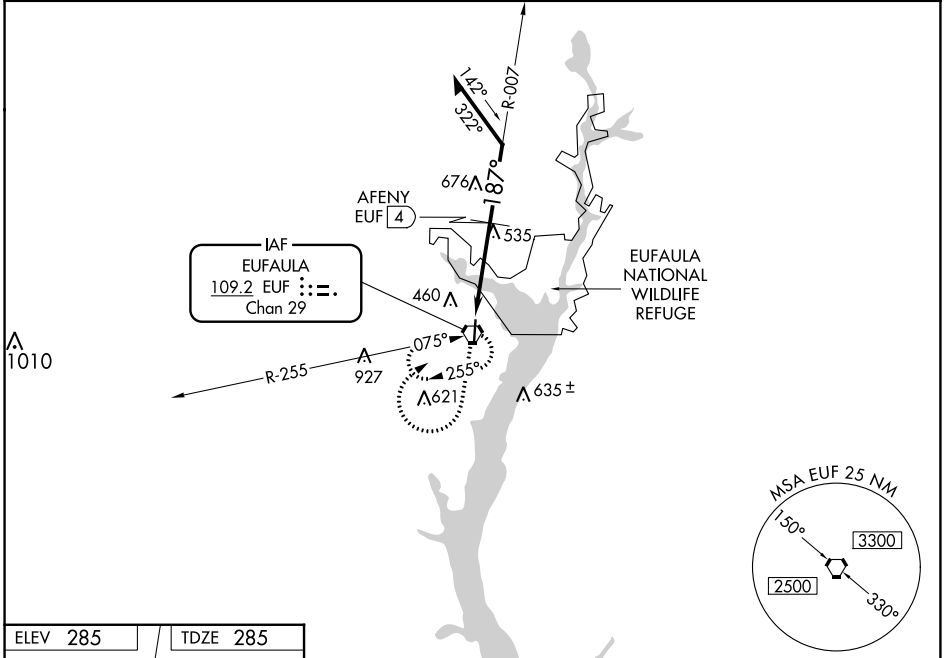 R-007
142°
322°
676
187°
AFENY
EUF 4
535
IAF
EUFAULA
109.2 EUF
Chan 29
EUFAULA
NATIONAL
WILDLIFE
REFUGE
460
1010
075°
R-255
927
255°
621
635 ±
MSA EUF 25 NM
150°
3300
2500
330°
ELEV 285
TDZE 285